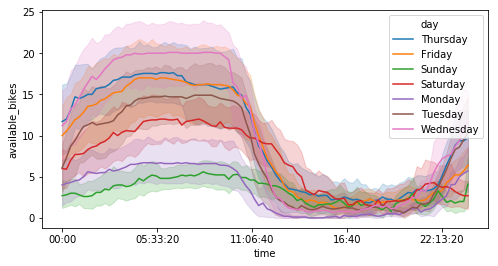 25
20
15
10
5
0
available_bikes
00:00
05:33:20
11:06:40
16:40
22:13:20
time
day
Thursday
Friday
Sunday
Saturday
Monday
Tuesday
Wednesday